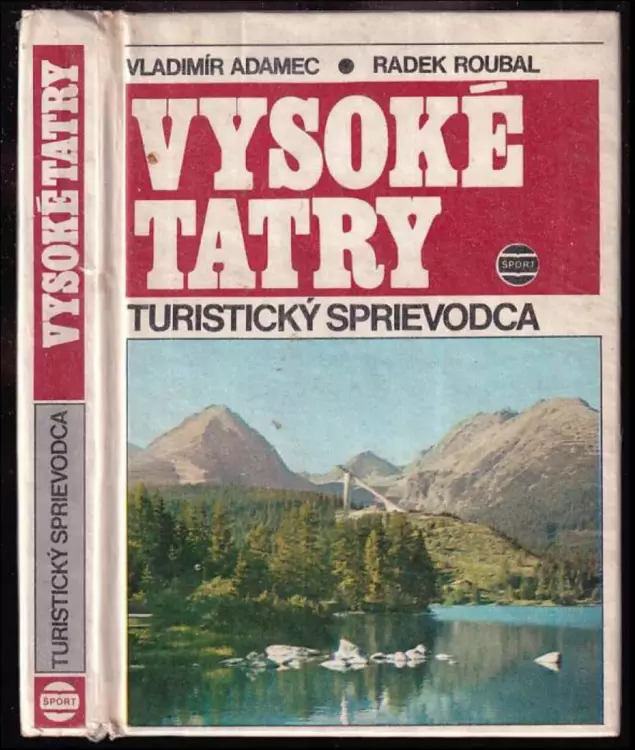 VLADIMÍR ADAMEC ● RADEK ROUBAL
VYSOKÉ
TATRY
ŠPORT
TURISTICKÝ SPRIEVODCA
VYSOKÉ TATRY
TURISTICKÝ SPRIEVODCA
ŠPORT